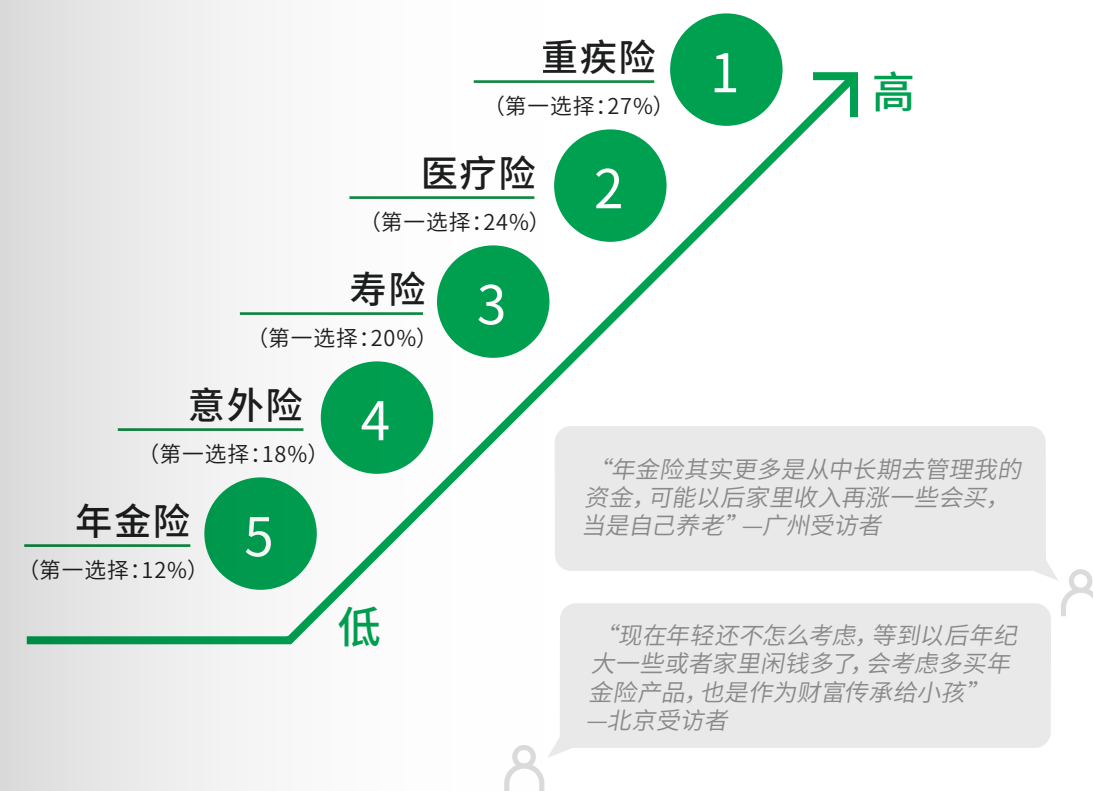 重疾险
1
高
（第一选择：27%）
医疗险
2
（第一选择：24%）
寿险
3
（第一选择：20%）
意外险
4
（第一选择：18%）
年金险
5
（第一选择：12%）
低
“年金险其实更多是从中长期去管理我的
资金，可能以后家里收入再涨一些会买，
当是自己养老”—广州受访者
“现在年轻还不怎么考虑，等到以后年纪
大一些或者家里闲钱多了，会考虑多买年
金险产品，也是作为财富传承给小孩”
—北京受访者